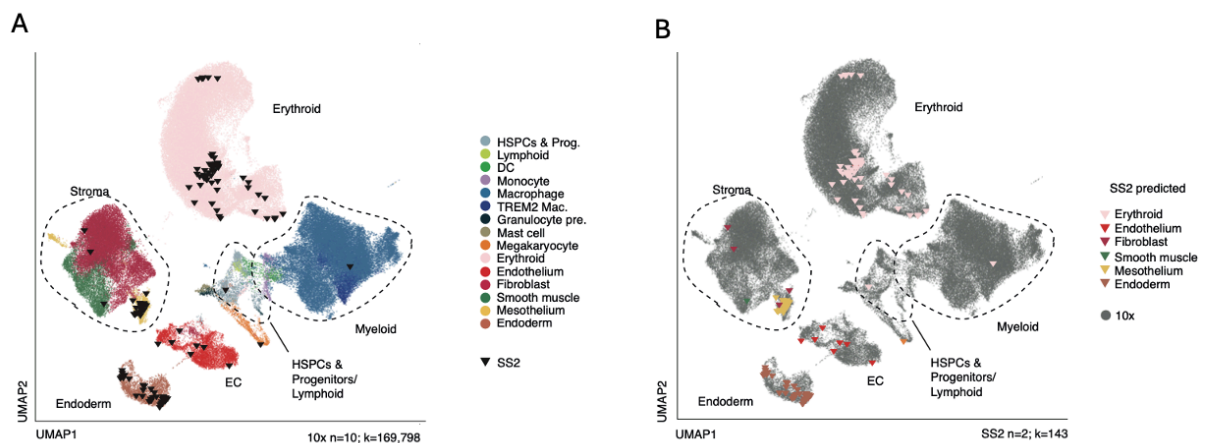 A
Erythroid
Stroma
Myeloid
HSPCs &
Progenitors/
Lymphoid
EC
Endoderm
UMAP2
UMAP1
10x n=10; k=169,798
HSPCs & Prog.
Lymphoid
DC
Monocyte
Macrophage
TREM2 Mac.
Granulocyte pre.
Mast cell
Megakaryocyte
Erythroid
Endothelium
Fibroblast
Smooth muscle
Mesothelium
Endoderm
SS2
B
Erythroid
Stroma
Myeloid
HSPCs &
Progenitors/
Lymphoid
EC
Endoderm
UMAP2
UMAP1
SS2 n=2; k=143
SS2 predicted
Erythroid
Endothelium
Fibroblast
Smooth muscle
Mesothelium
Endoderm
10x